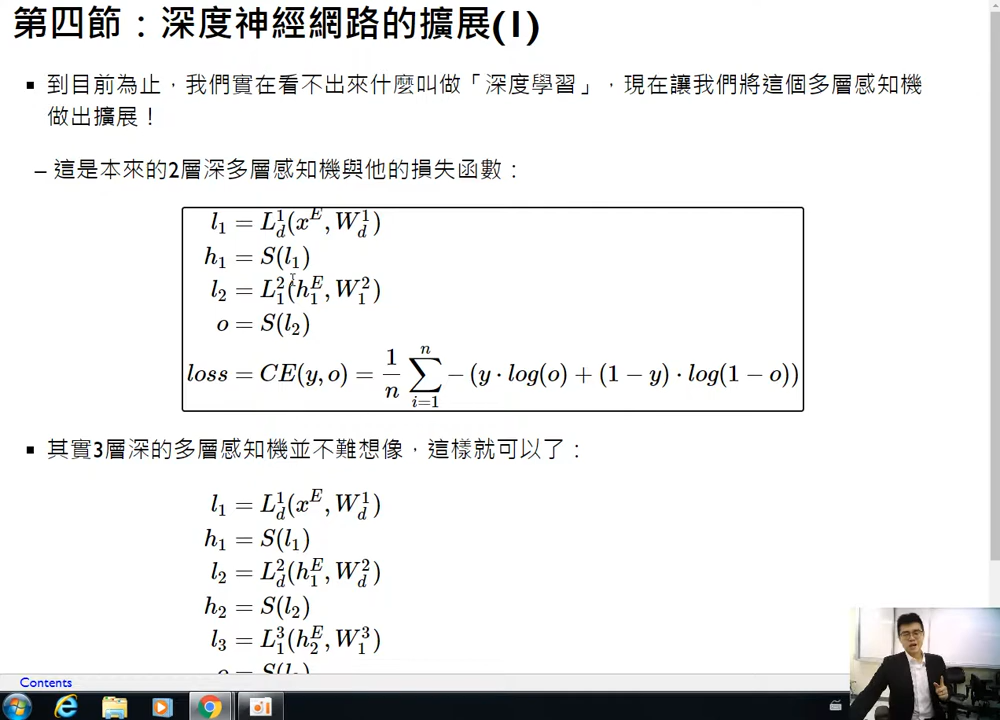 第四節：深度神經網路的擴展(1)
▪ 到目前為止，我們實在看不出來什麼叫做「深度學習」，現在讓我們將這個多層感知機
做出擴展！
– 這是本來的2層深多層感知機與他的損失函數：
l_1 = L_d^1(x^E, W_d^1)
h_1 = S(l_1)
l_2 = L_1^2(h_1^E, W_1^2)
o = S(l_2)
loss = CE(y, o) = \frac{1}{n} \sum_{i=1}^{n} -(y · log(o) + (1 − y) · log(1 − o))
▪ 其實3層深的多層感知機並不難想像，這樣就可以了：
l_1 = L_d^1(x^E, W_d^1)
h_1 = S(l_1)
l_2 = L_d^2(h_1^E, W_d^2)
h_2 = S(l_2)
l_3 = L_1^3(h_2^E, W_1^3)
Contents